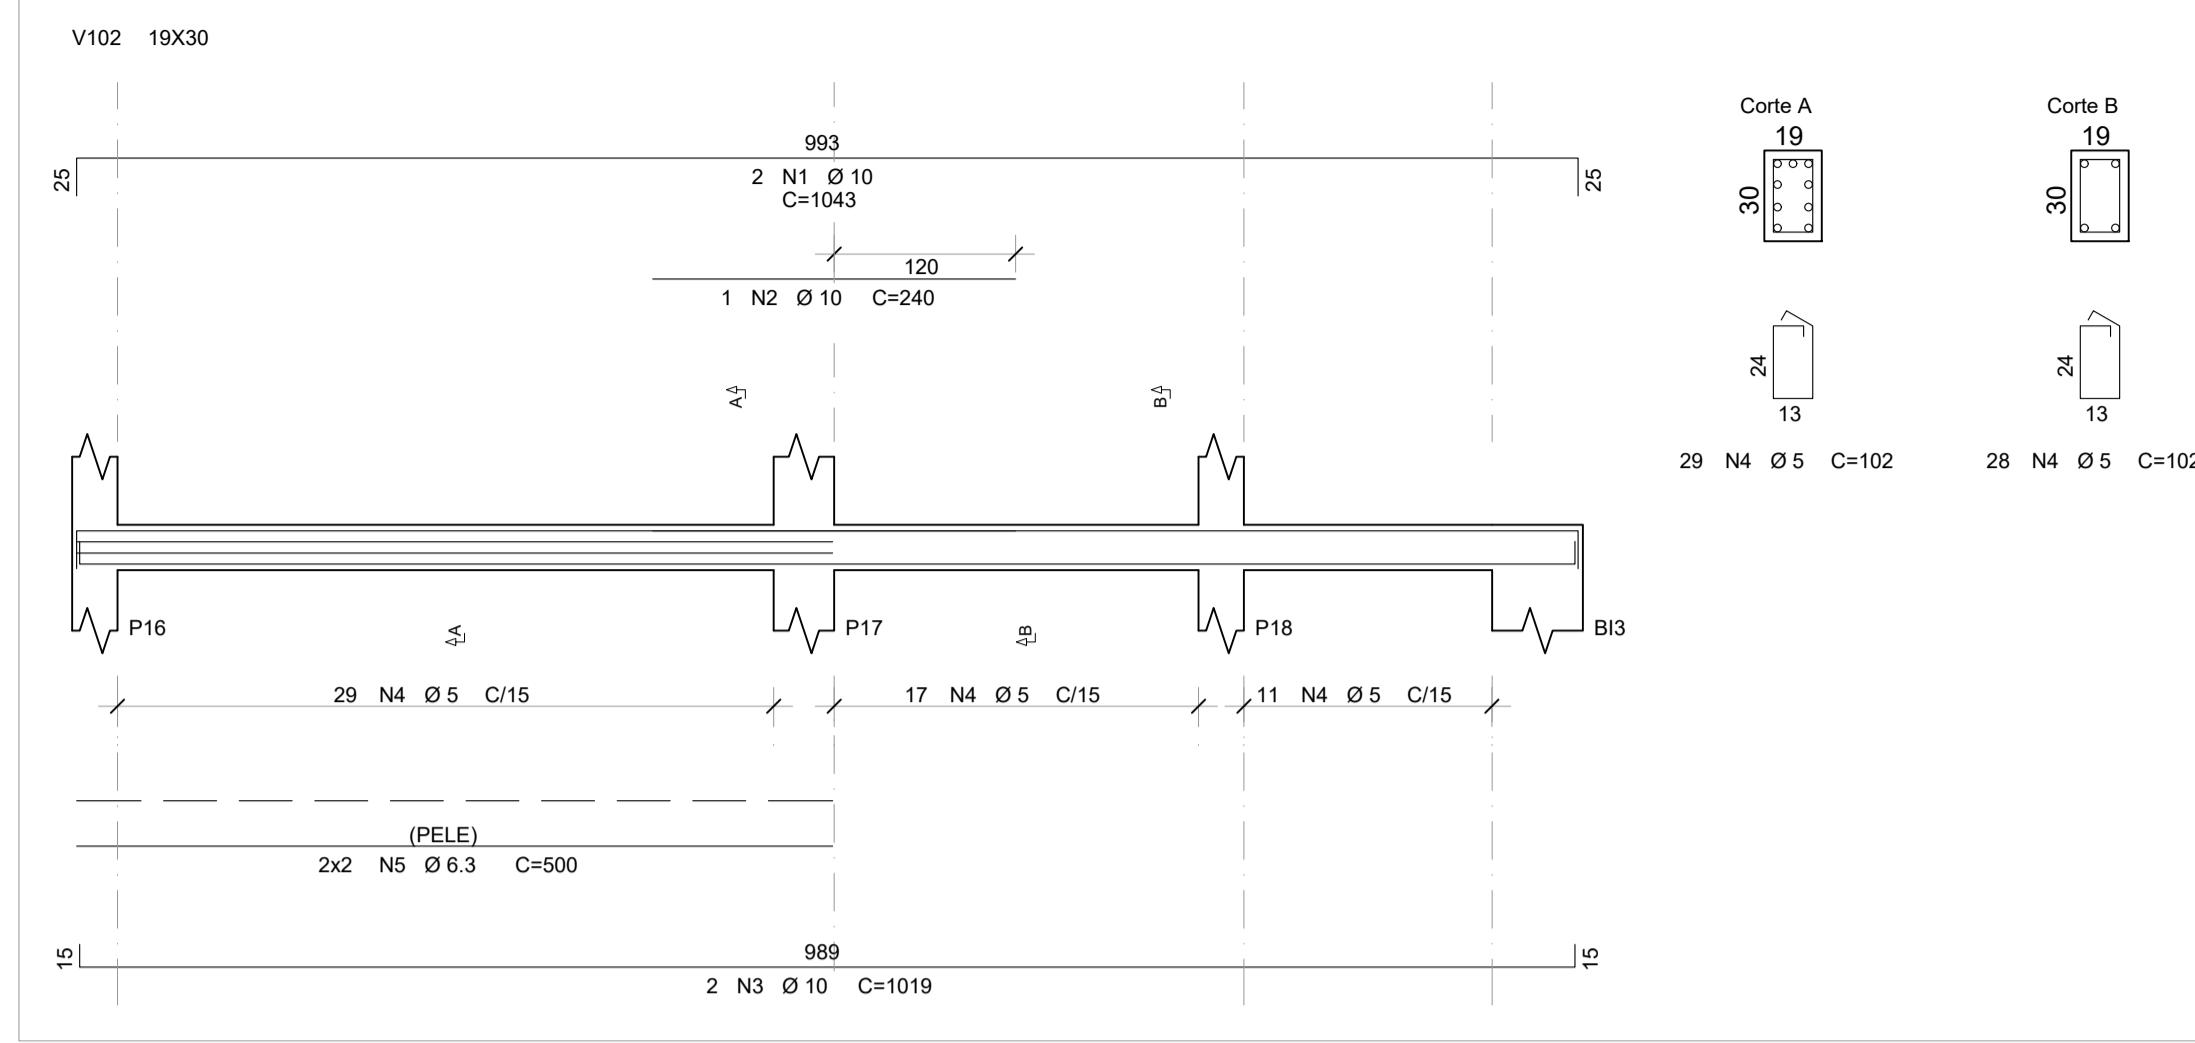 V102 19X30
Corte A
Corte B
993
19
19
25
2 N1 Ø 10
25
C=1043
30
30
120
1 N2 Ø 10 C=240
A
B
24
24
13
13
29 N4 Ø 5 C=102
28 N4 Ø 5 C=102
P16
A
P17
B
P18
BI3
29 N4 Ø 5 C/15
17 N4 Ø 5 C/15
11 N4 Ø 5 C/15
(PELE)
2x2 N5 Ø 6.3 C=500
15
989
15
2 N3 Ø 10 C=1019